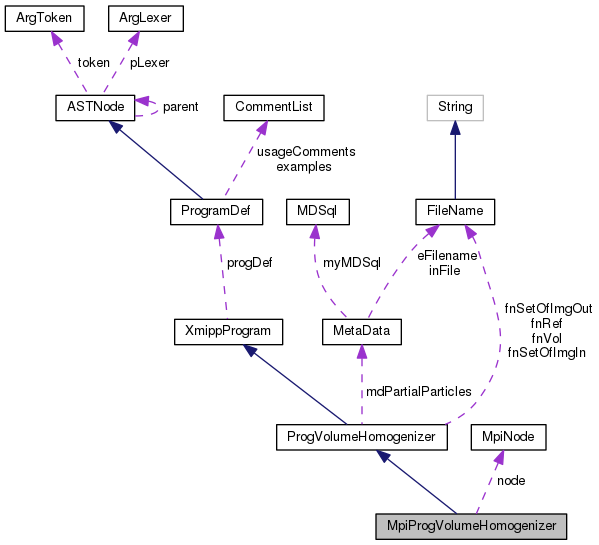 ArgToken
ArgLexer
token
pLexer
ASTNode
parent
CommentList
String
usageComments
examples
ProgramDef
MDSql
FileName
progDef
myMDSql
eFilename
inFile
fnSetOfImgOut
fnRef
fnVol
fnSetOfImgIn
XmippProgram
MetaData
mdPartialParticles
ProgVolumeHomogenizer
MpiNode
node
MpiProgVolumeHomogenizer